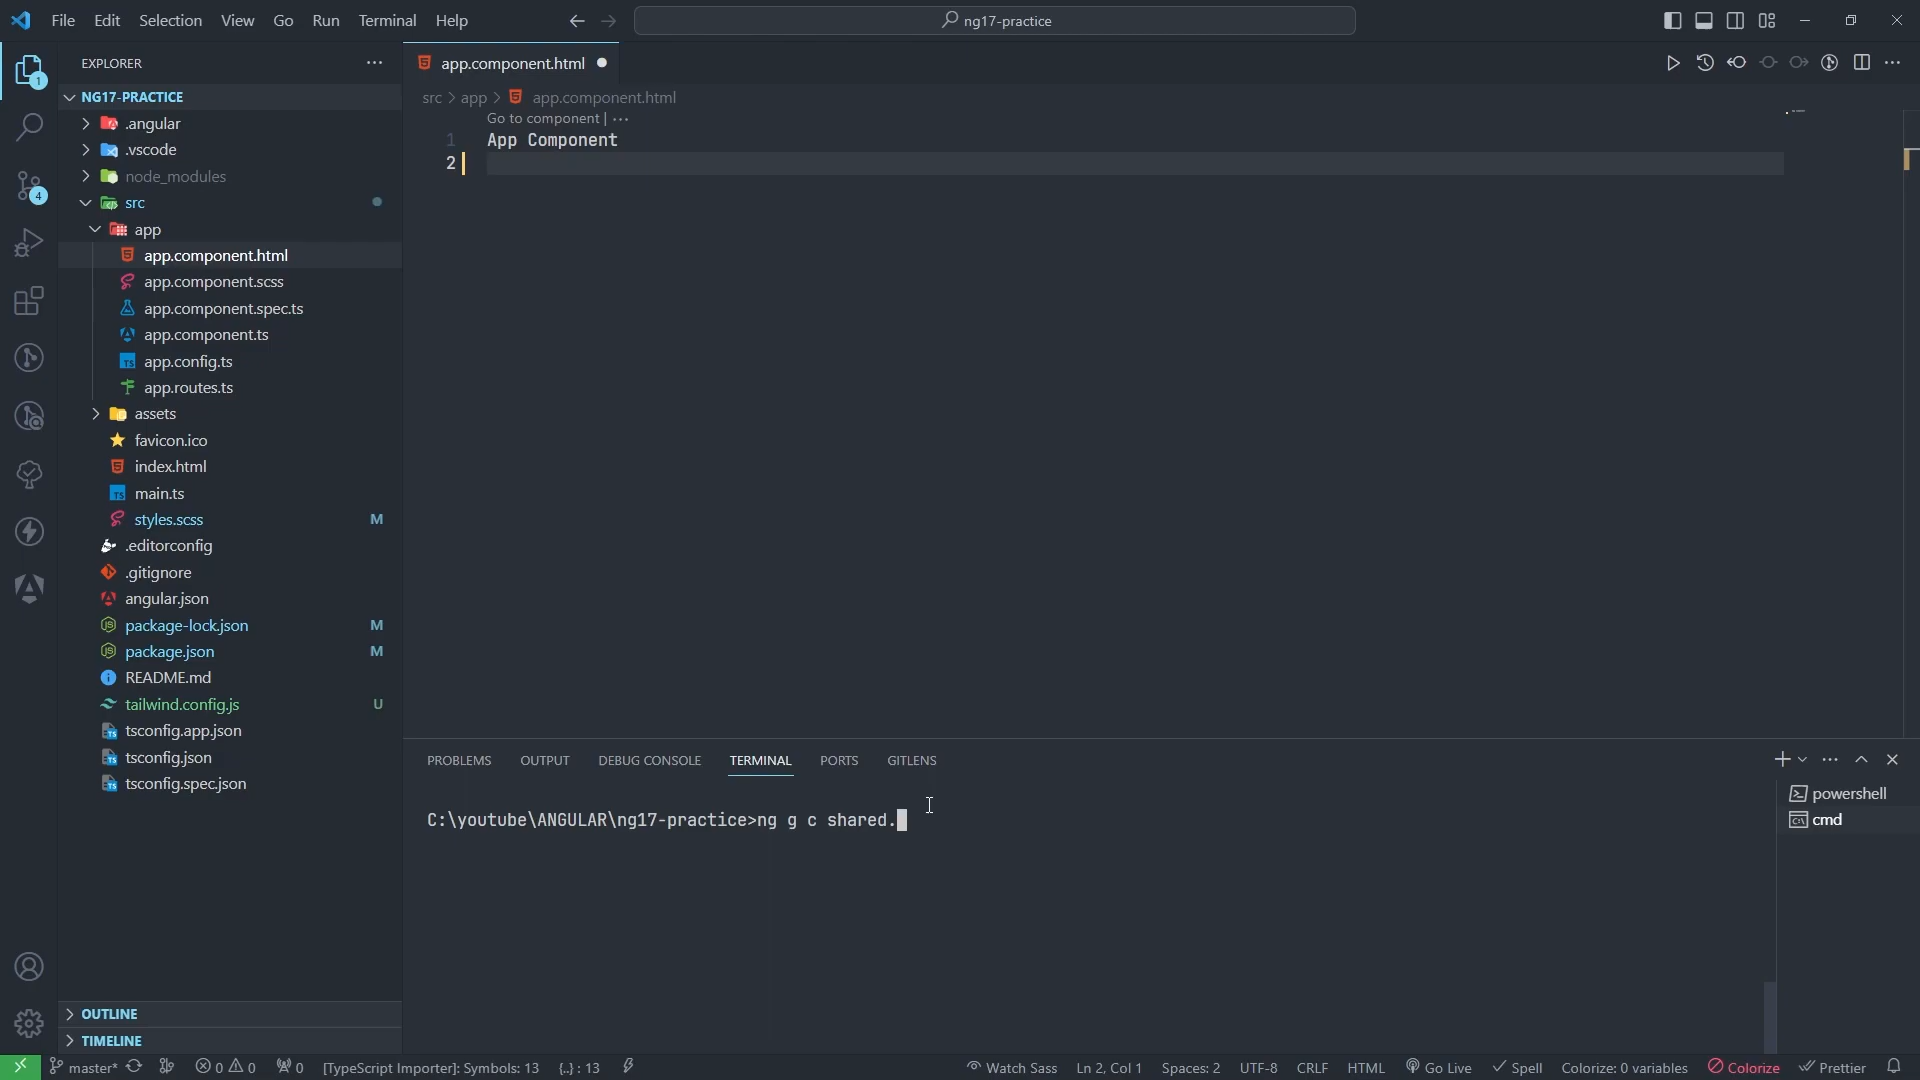 File Edit Selection View Go Run Terminal Help
ng17-practice
EXPLORER
NG17-PRACTICE
.angular
.vscode
node_modules
src
app
app.component.html
app.component.scss
app.component.spec.ts
app.component.ts
app.config.ts
app.routes.ts
assets
favicon.ico
index.html
main.ts
styles.scss M
.editorconfig
.gitignore
angular.json
package-lock.json M
package.json M
README.md
tailwind.config.js U
tsconfig.app.json
tsconfig.json
tsconfig.spec.json
OUTLINE
TIMELINE
1
4
app.component.html
src > app > app.component.html
Go to component | ...
1 App Component
2
PROBLEMS OUTPUT DEBUG CONSOLE TERMINAL PORTS GITLENS
C:\youtube\ANGULAR\ng17-practice>ng g c shared.
powershell
cmd
master* 0 0 0 [TypeScript Importer]: Symbols: 13 {..} : 13 Watch Sass Ln 2, Col 1 Spaces: 2 UTF-8 CRLF HTML Go Live Spell Colorize: 0 variables Colorize Prettier